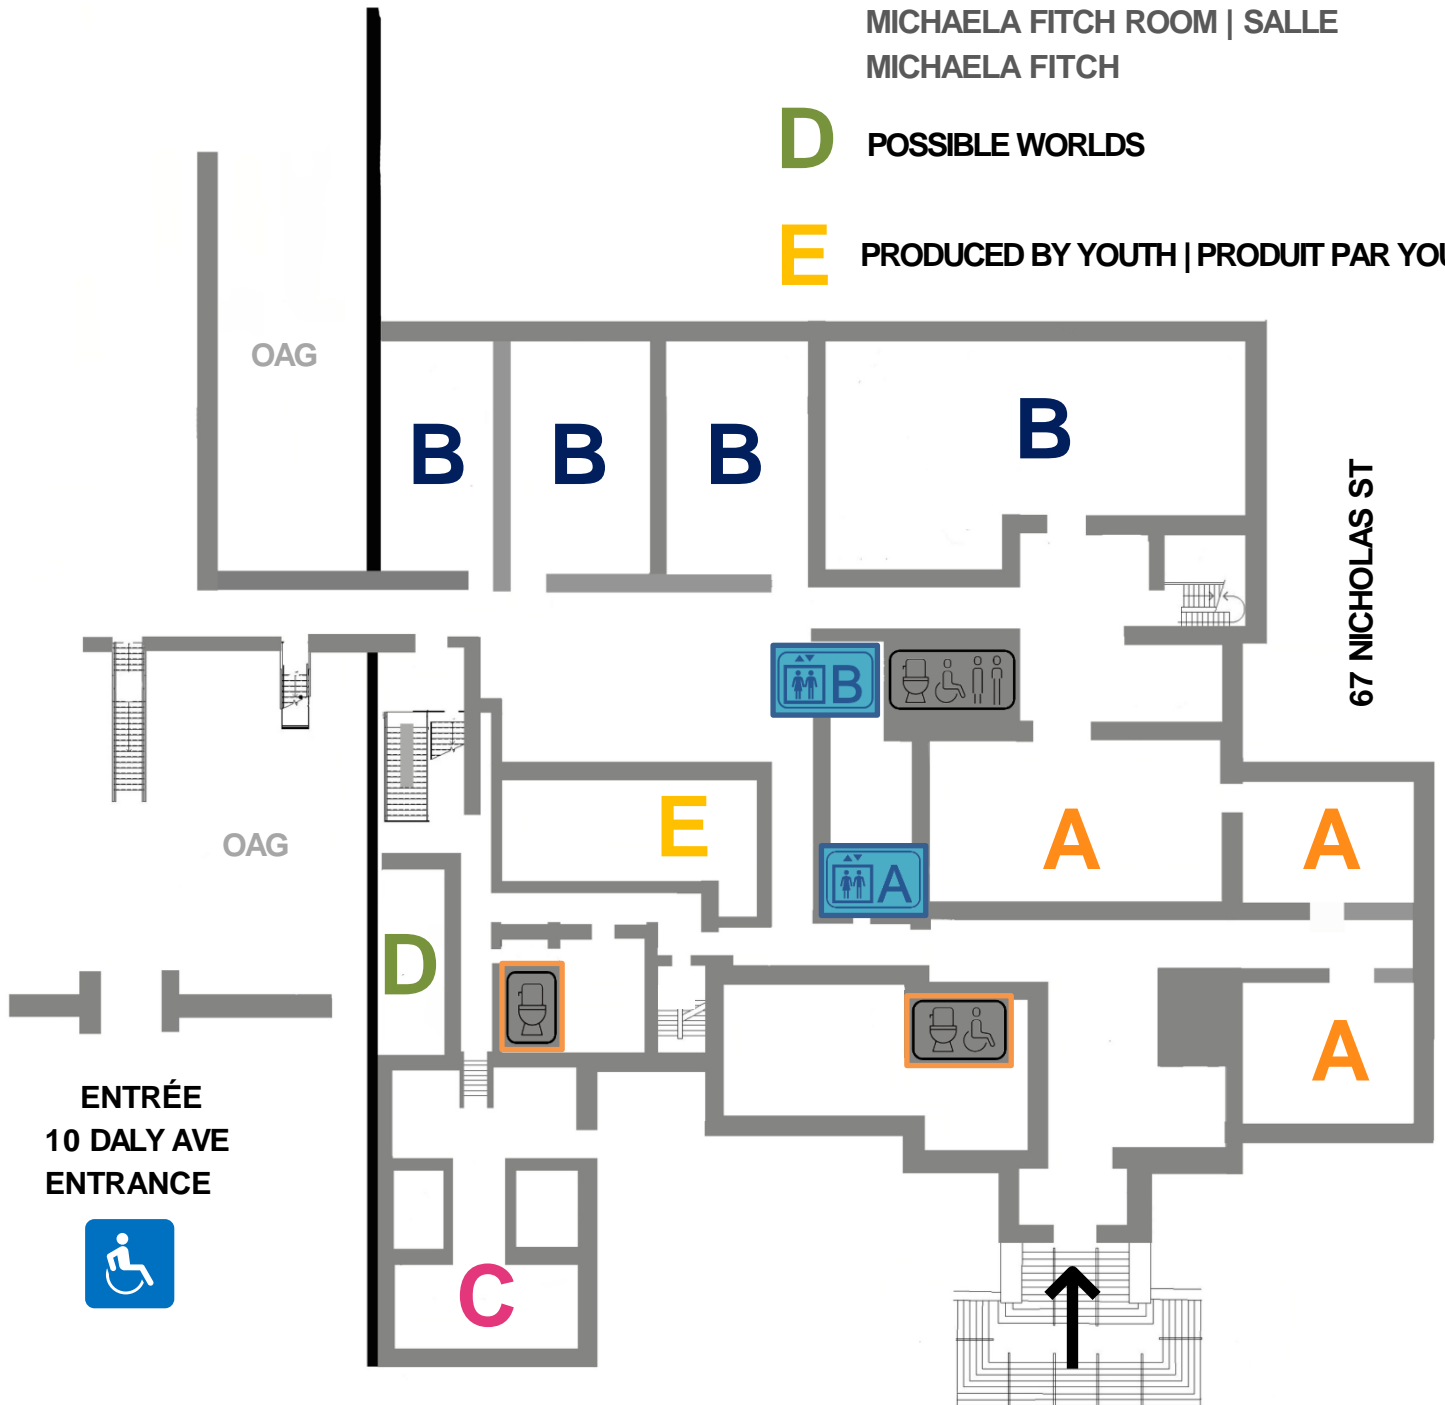 MICHAELA FITCH ROOM | SALLE
MICHAELA FITCH
D POSSIBLE WORLDS
E PRODUCED BY YOUTH | PRODUIT PAR YOU
OAG
B
B
B
B
67 NICHOLAS ST
B
E
A
A
OAG
A
D
A
C
ENTRÉE
10 DALY AVE
ENTRANCE